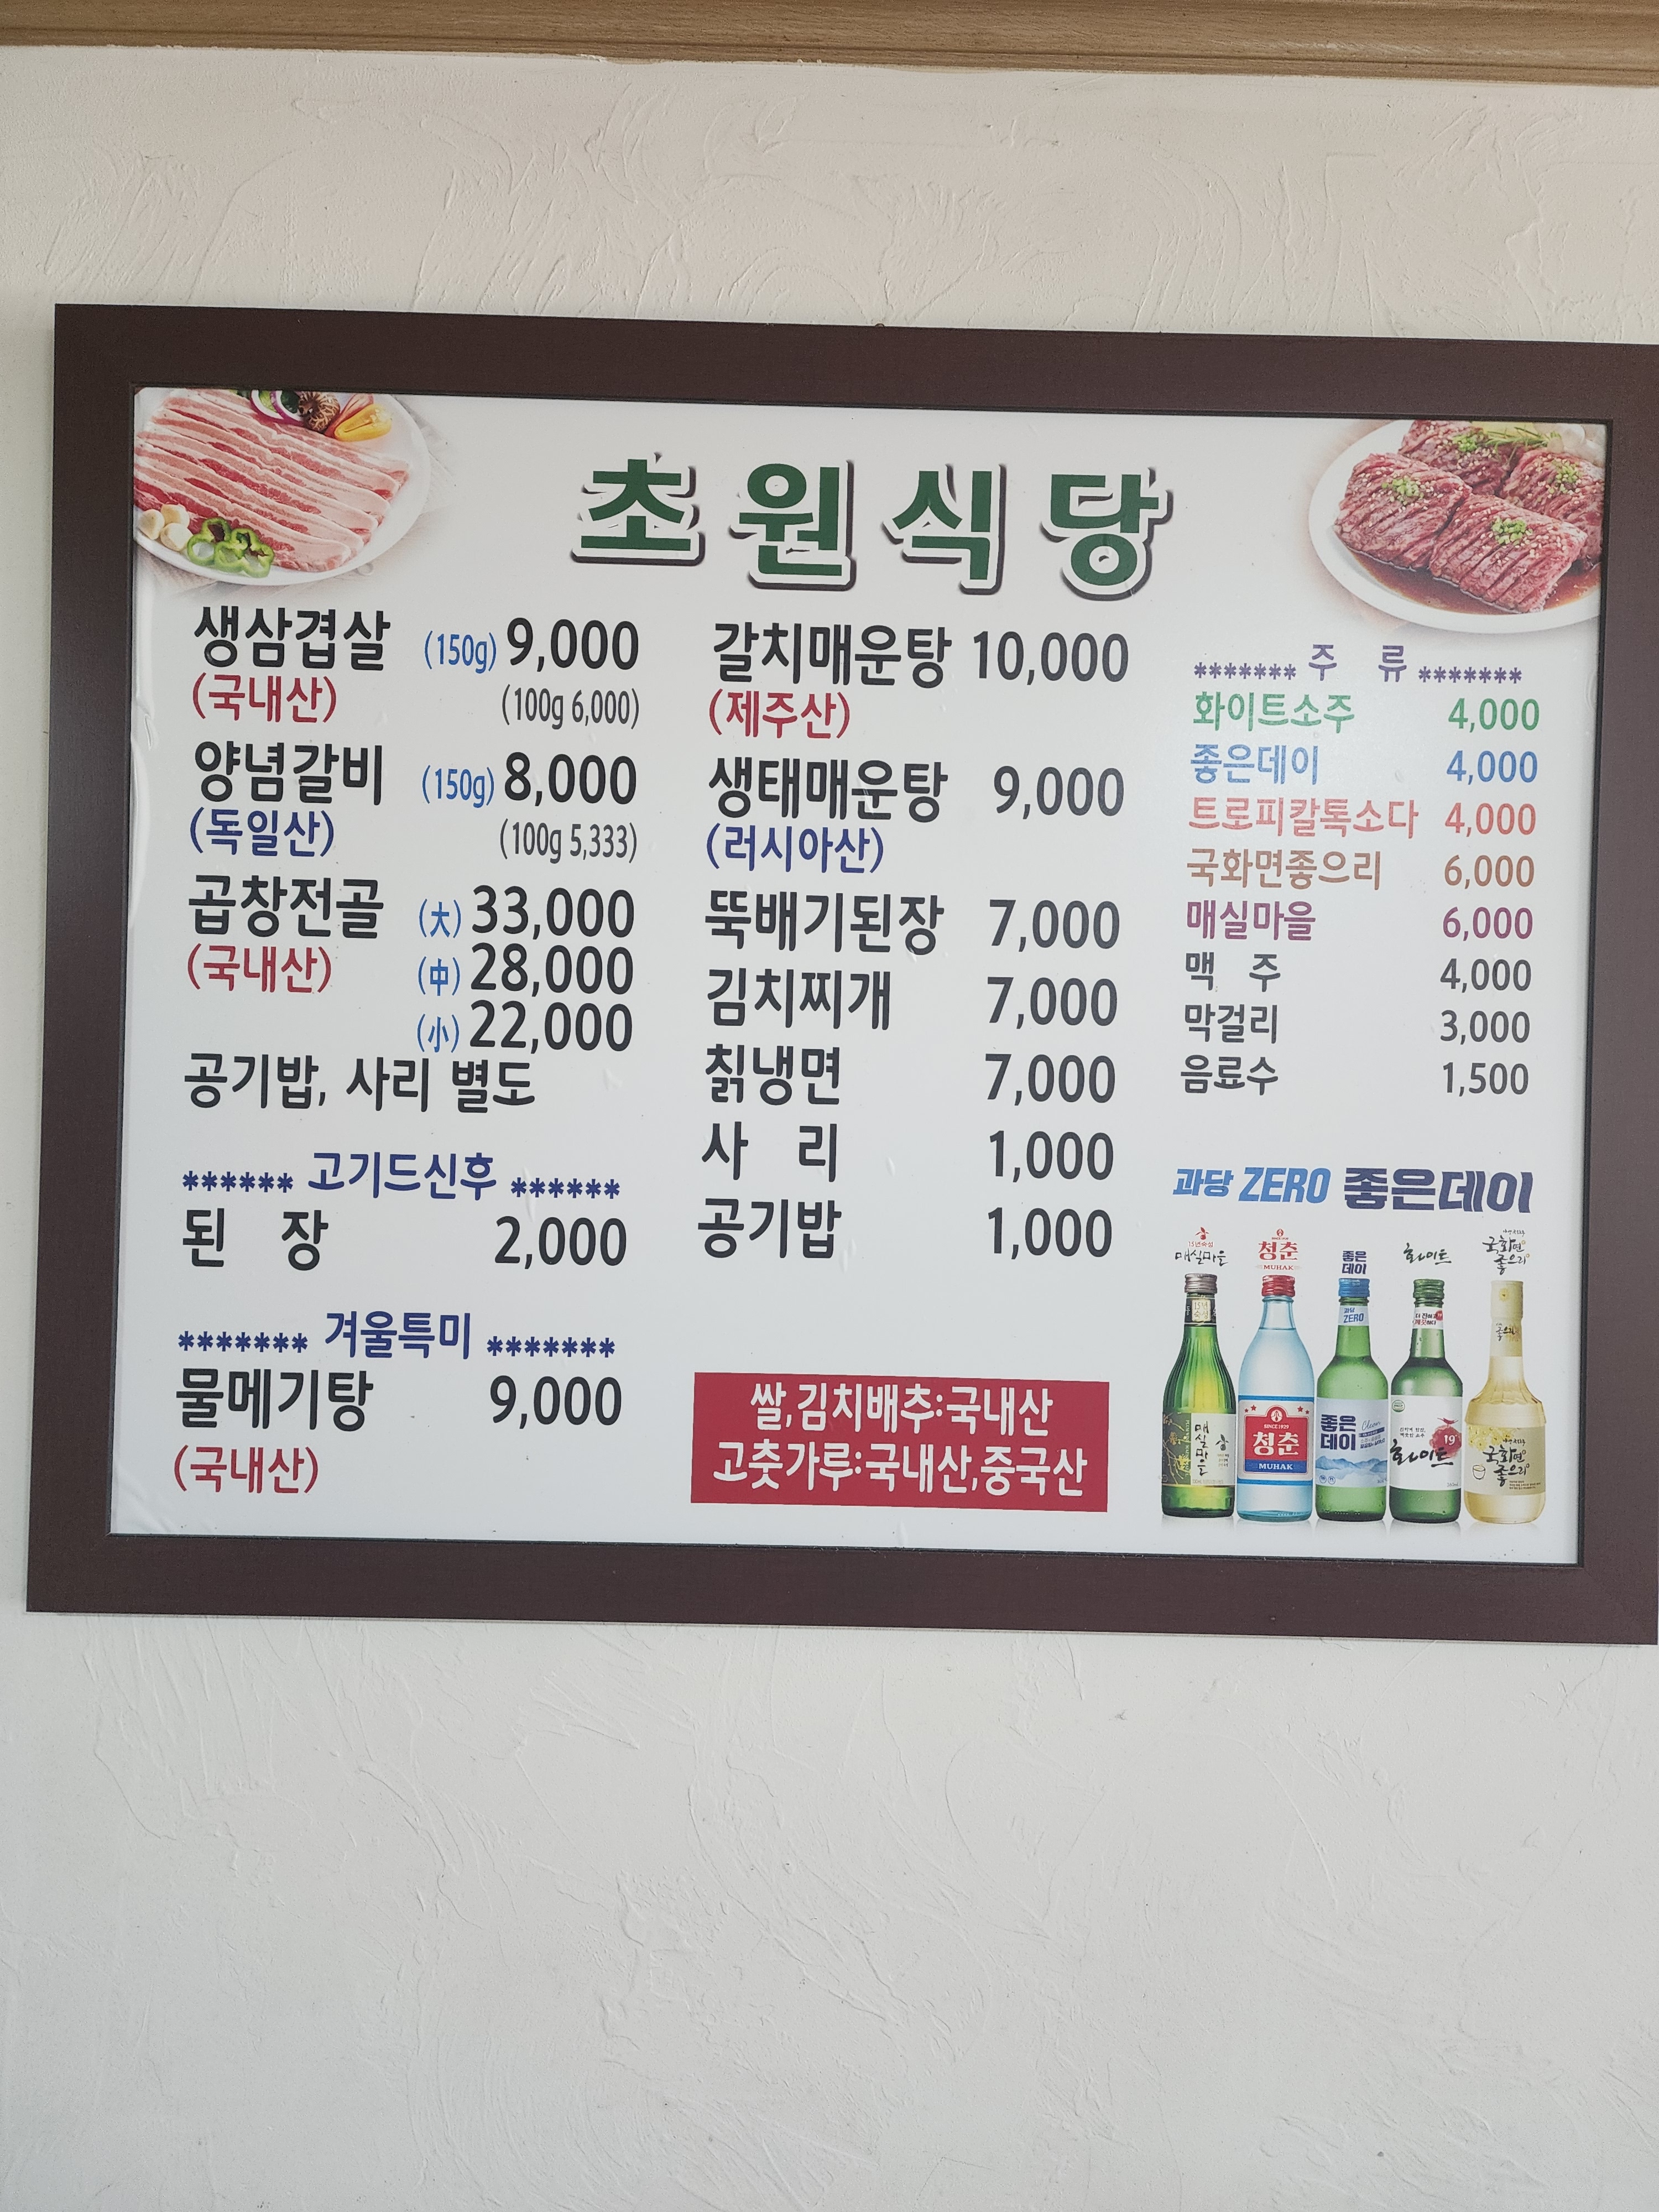 초원식당
생삼겹살 (150g) 9,000
(국내산) (100g 6,000)
양념갈비 (150g) 8,000
(독일산) (100g 5,333)
곱창전골 (大) 33,000
(국내산) (中) 28,000
(小) 22,000
공기밥, 사리 별도
****** 고기드신후 ******
된 장 2,000
******* 겨울특미 *******
물메기탕 9,000
(국내산)
갈치매운탕 10,000
(제주산)
생태매운탕 9,000
(러시아산)
뚝배기된장 7,000
김치찌개 7,000
칡냉면 7,000
사 리 1,000
공기밥 1,000
쌀,김치배추:국내산
고춧가루:국내산,중국산
******* 주 류 *******
화이트소주 4,000
좋은데이 4,000
트로피칼톡소다 4,000
국화면좋으리 6,000
매실마을 6,000
맥 주 4,000
막걸리 3,000
음료수 1,500
과당 ZERO 좋은데이
15년숙성
매실마을
청춘
MUHAK
좋은
데이
화이트
국화면
좋으리
매실마을
SINCE 1929
청춘
MUHAK
과당
ZERO
좋은
데이
Clean
19
화이트
국화면
좋으리